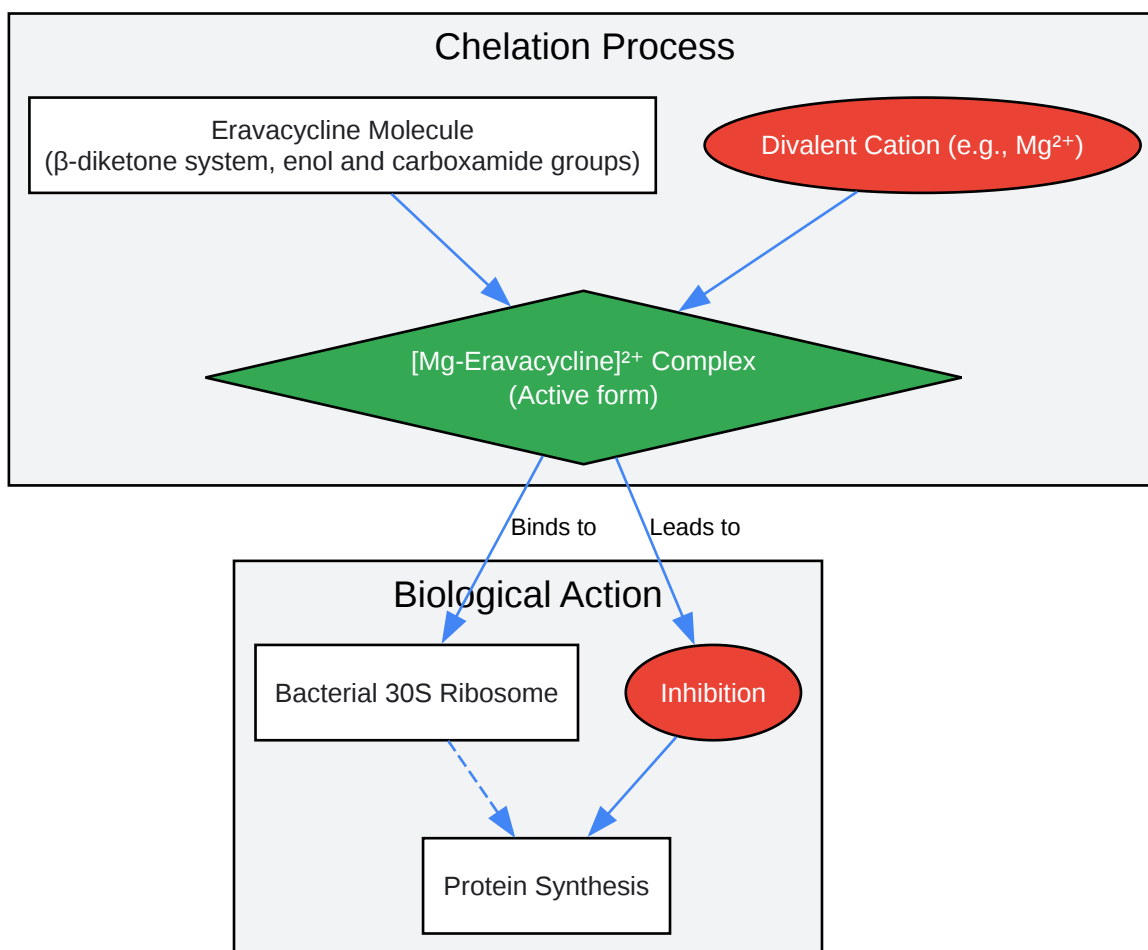 Chelation Process
Eravacycline Molecule
(β-diketone system, enol and carboxamide groups)
Divalent Cation (e.g., Mg²⁺)
[Mg-Eravacycline]²⁺ Complex
(Active form)
Binds to
Leads to
Biological Action
Bacterial 30S Ribosome
Inhibition
Protein Synthesis